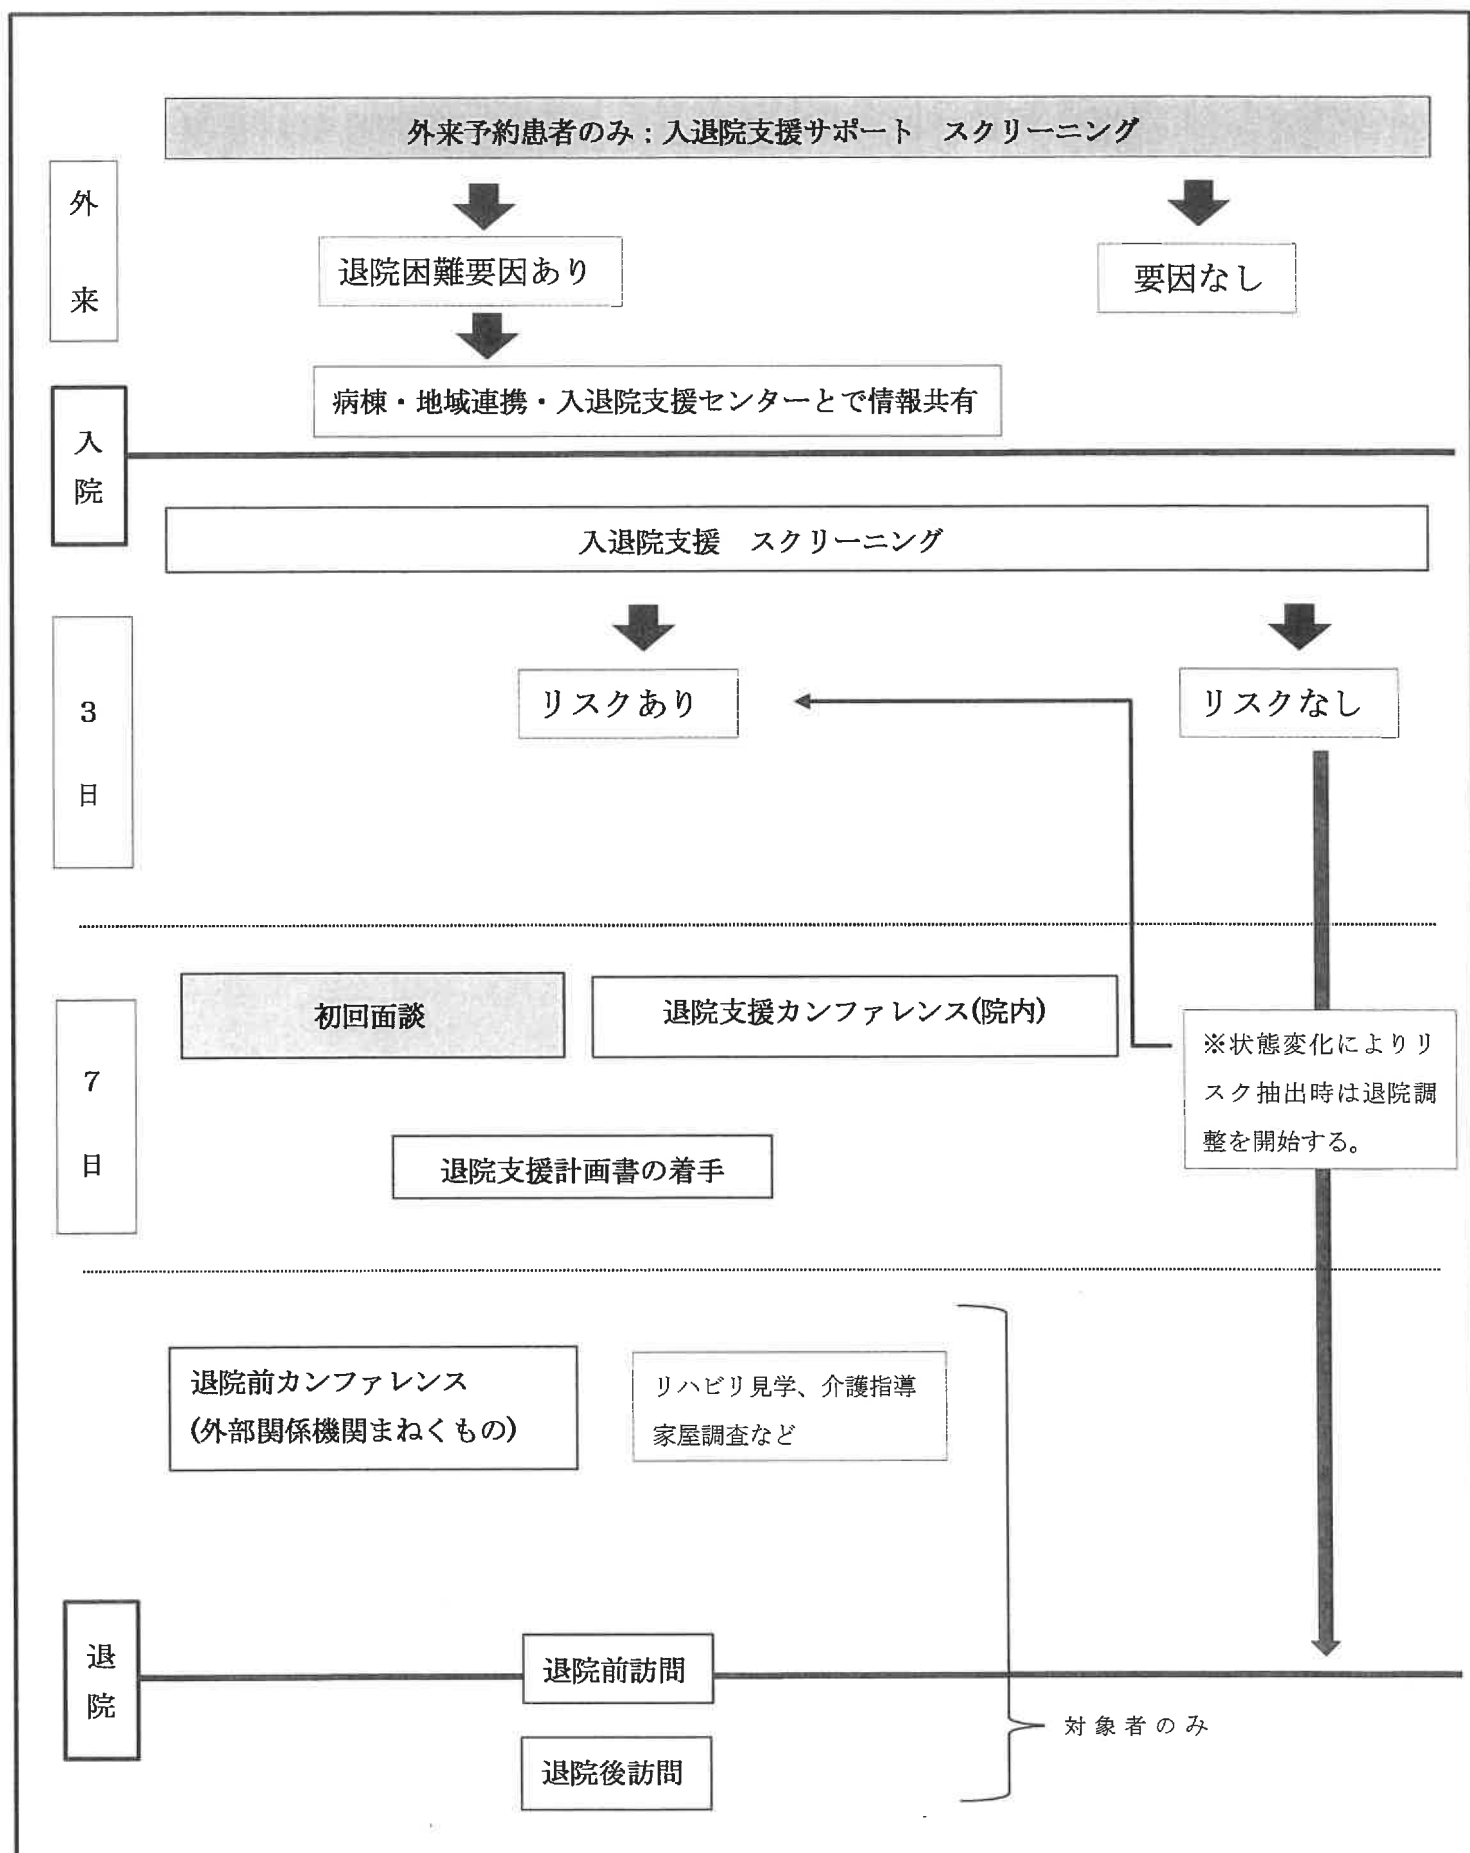 外来予約患者のみ；入退院支援サポート　スクリーニング
外
来
退院困難要因あり
要因なし
病棟・地域連携・入退院支援センターとで情報共有
入
院
入退院支援　スクリーニング
3
日
リスクあり
リスクなし
7
日
初回面談
退院支援カンファレンス(院内)
※状態変化によりリ
スク抽出時は退院調
整を開始する。
退院支援計画書の着手
退院前カンファレンス
(外部関係機関まねくもの)
リハビリ見学、介護指導
家屋調査など
退
院
退院前訪問
対象者のみ
退院後訪問